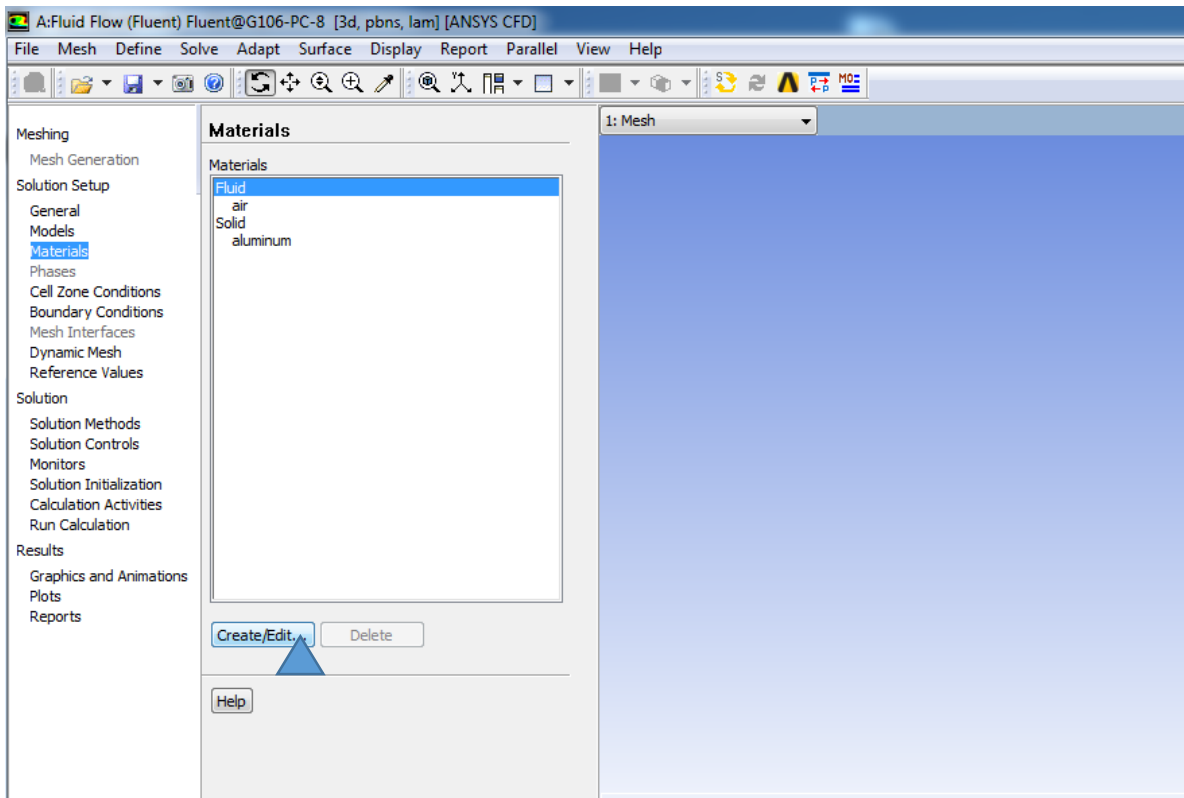 A:Fluid Flow (Fluent) Fluent@G106-PC-8 [3d, pbns, lam] [ANSYS CFD]
File Mesh Define Solve Adapt Surface Display Report Parallel View Help
Meshing
Mesh Generation
Solution Setup
General
Models
Materials
Phases
Cell Zone Conditions
Boundary Conditions
Mesh Interfaces
Dynamic Mesh
Reference Values
Solution
Solution Methods
Solution Controls
Monitors
Solution Initialization
Calculation Activities
Run Calculation
Results
Graphics and Animations
Plots
Reports
Materials
Materials
Fluid
air
Solid
aluminum
Create/Edit... Delete
Help
1: Mesh